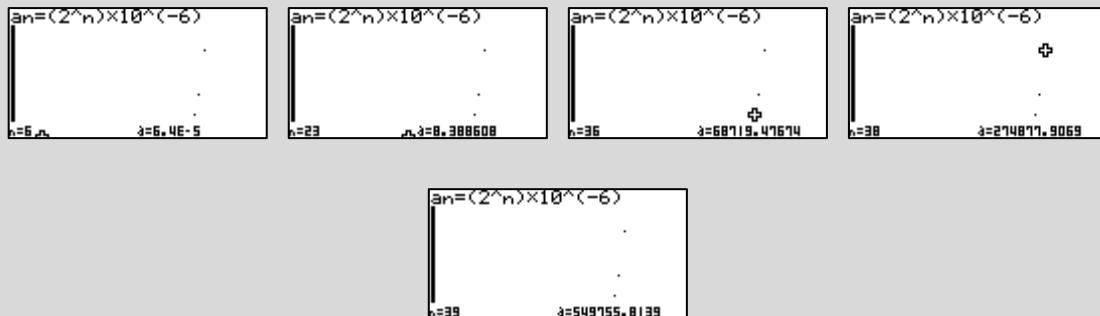 an=(2^n)×10^(-6)
n=6 a=6.4E-5
an=(2^n)×10^(-6)
n=23 a=8.388608
an=(2^n)×10^(-6)
n=36 a=68719.47674
an=(2^n)×10^(-6)
n=38 a=274877.9069
an=(2^n)×10^(-6)
n=39 a=549755.8139